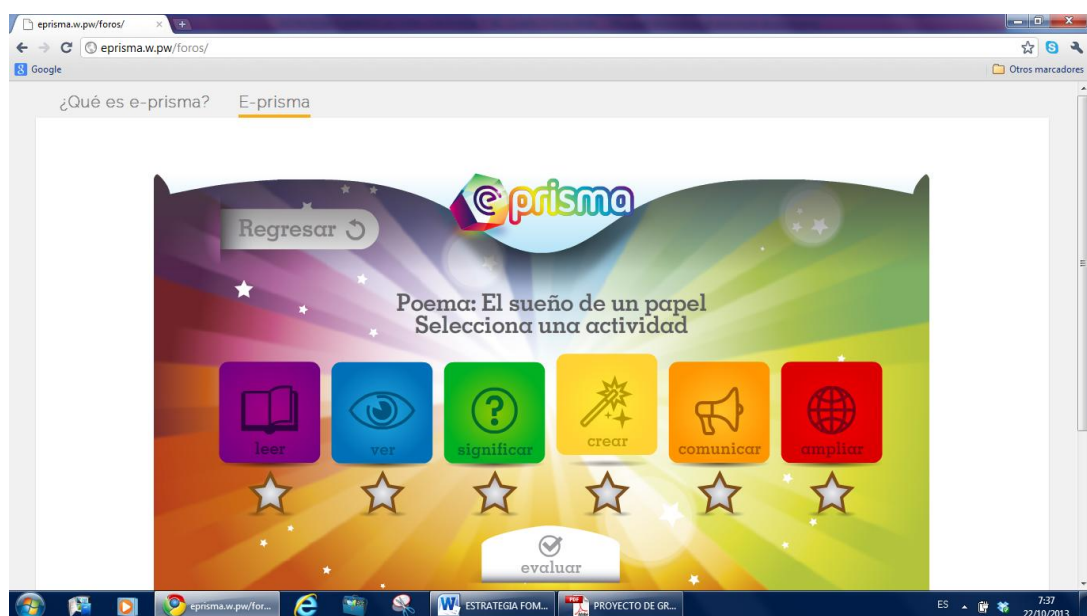 eprisma.w.pw/foros/
eprisma.w.pw/foros/
Google
Otros marcadores
¿Qué es e-prisma?
E-prisma
e prisma
Regresar
Poema: El sueño de un papel
Selecciona una actividad
leer
ver
significar
crear
comunicar
ampliar
evaluar
eprisma.w.pw/for...
ESTRATEGIA FOM...
PROYECTO DE GR...
ES
7:37
22/10/2013